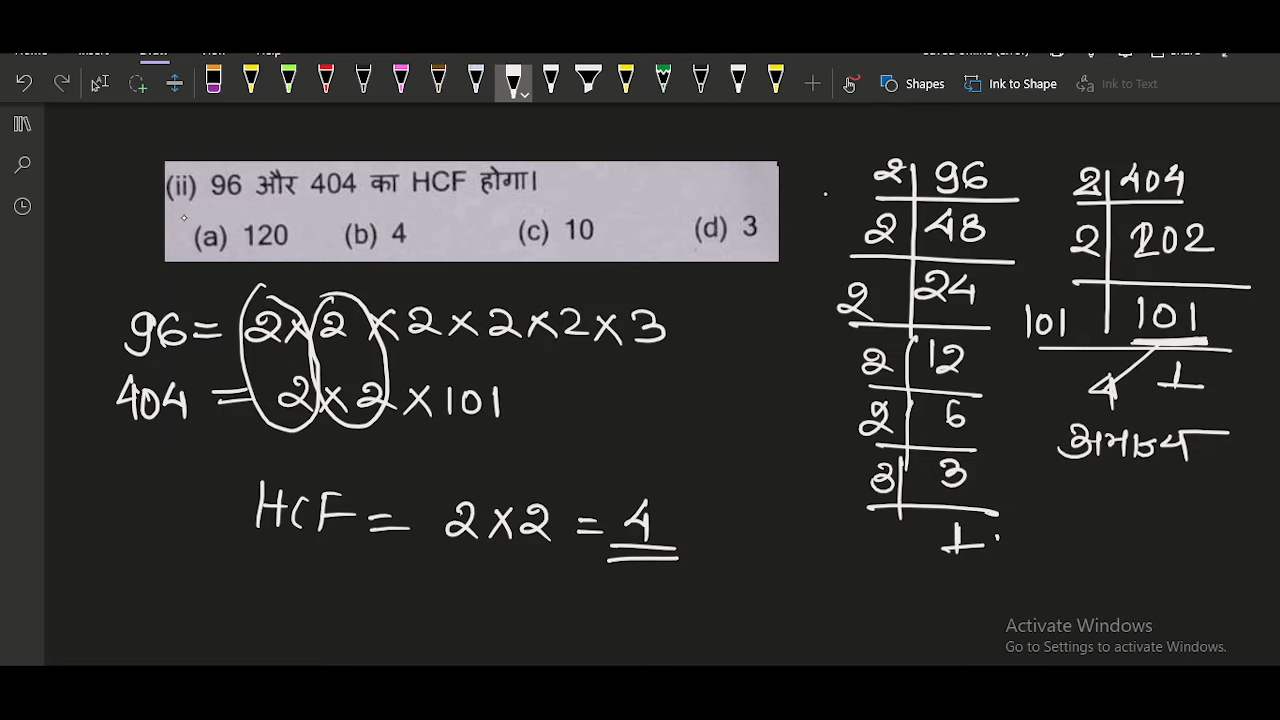 Shapes Ink to Shape Ink to Text
(ii) 96 और 404 का HCF होगा।
(a) 120 (b) 4 (c) 10 (d) 3
96 = 2 × 2 × 2 × 2 × 2 × 3
404 = 2 × 2 × 101
HCF = 2 × 2 = 4
2 96
2 48
2 24
2 12
2 6
3 3
1
2 404
2 202
101 101
1
Activate Windows
Go to Settings to activate Windows.